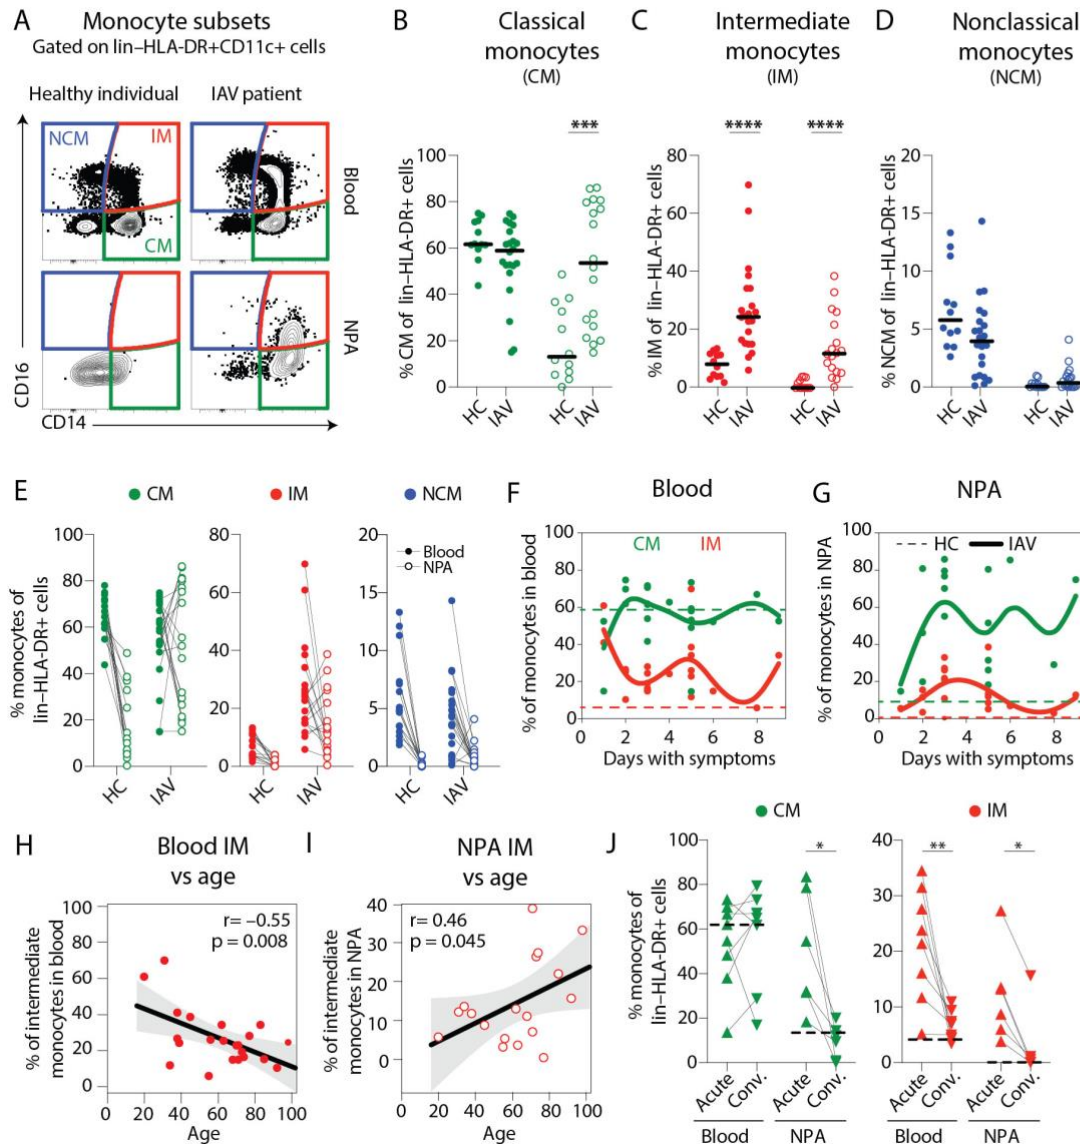 A
Monocyte subsets
Gated on lin–HLA-DR+CD11c+ cells
Healthy individual
IAV patient
NCM
IM
CM
Blood
NPA
CD16
CD14
B
Classical
monocytes
(CM)
***
% CM of lin–HLA-DR+ cells
100
80
60
40
20
0
HC
IAV
HC
IAV
C
Intermediate
monocytes
(IM)
****
****
% IM of lin–HLA-DR+ cells
80
60
40
20
0
HC
IAV
HC
IAV
D
Nonclassical
monocytes
(NCM)
% NCM of lin–HLA-DR+ cells
20
15
10
5
0
HC
IAV
HC
IAV
E
CM
IM
NCM
% monocytes of
lin–HLA-DR+ cells
100
80
60
40
20
0
HC
IAV
80
60
40
20
0
HC
IAV
20
15
10
5
0
Blood
NPA
HC
IAV
F
Blood
CM
IM
% of monocytes in blood
100
80
60
40
20
0
0 2 4 6 8
Days with symptoms
G
NPA
HC
IAV
% of monocytes in NPA
100
80
60
40
20
0
0 2 4 6 8
Days with symptoms
H
Blood IM
vs age
r= –0.55
p = 0.008
% of intermediate
monocytes in blood
100
80
60
40
20
0
0 20 40 60 80 100
Age
I
NPA IM
vs age
r= 0.46
p = 0.045
% of intermediate
monocytes in NPA
40
30
20
10
0
0 20 40 60 80 100
Age
J
CM
IM
% monocytes of
lin–HLA-DR+ cells
100
80
60
40
20
0
*
Acute
Conv.
Acute
Conv.
Blood
NPA
40
30
20
10
0
**
*
Acute
Conv.
Acute
Conv.
Blood
NPA